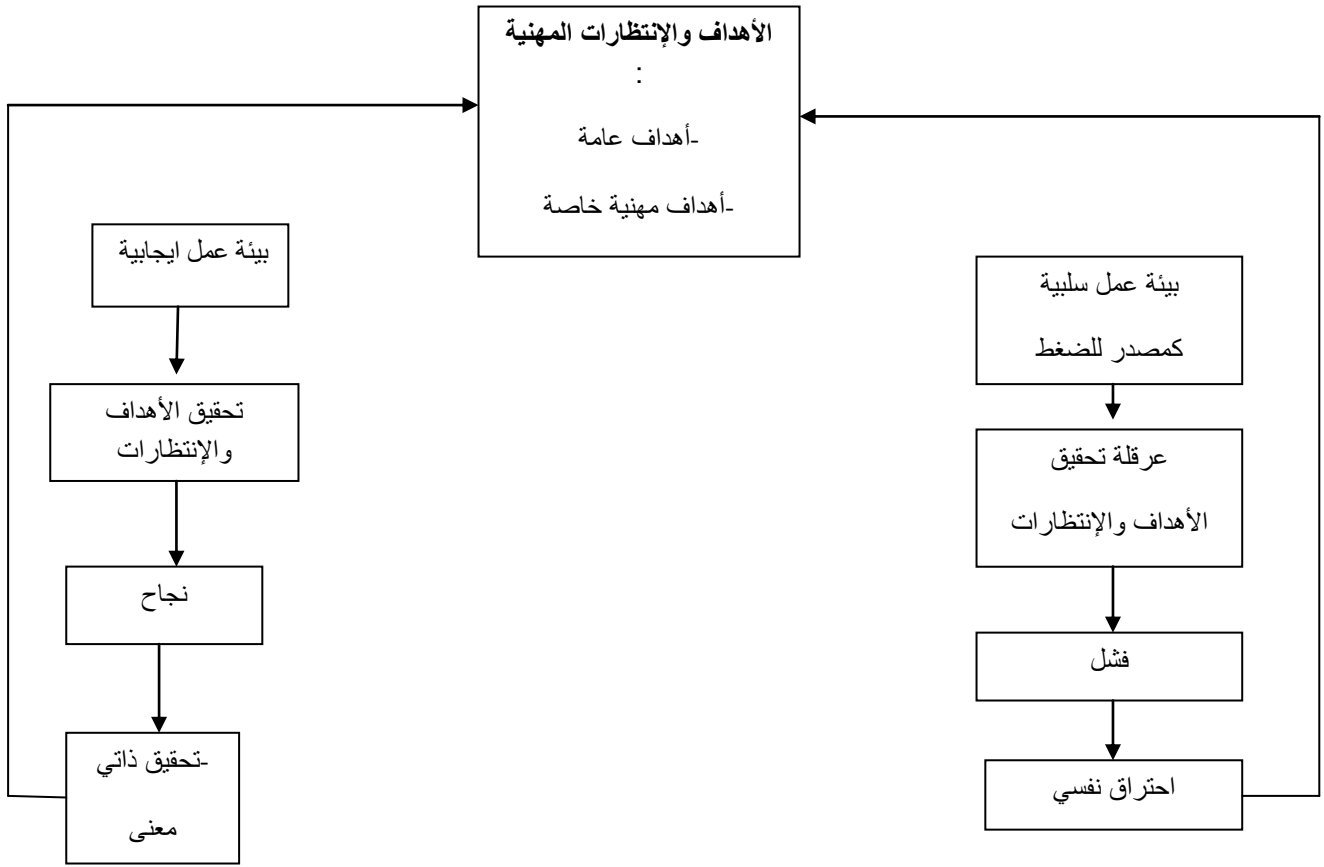 الأهداف والإنتظارات المهنية
:
-أهداف عامة
-أهداف مهنية خاصة
بيئة عمل سلبية
كمصدر للضغط
عرقلة تحقيق
الأهداف والإنتظارات
فشل
احتراق نفسي
بيئة عمل ايجابية
تحقيق الأهداف
والإنتظارات
نجاح
-تحقيق ذاتي
معنى